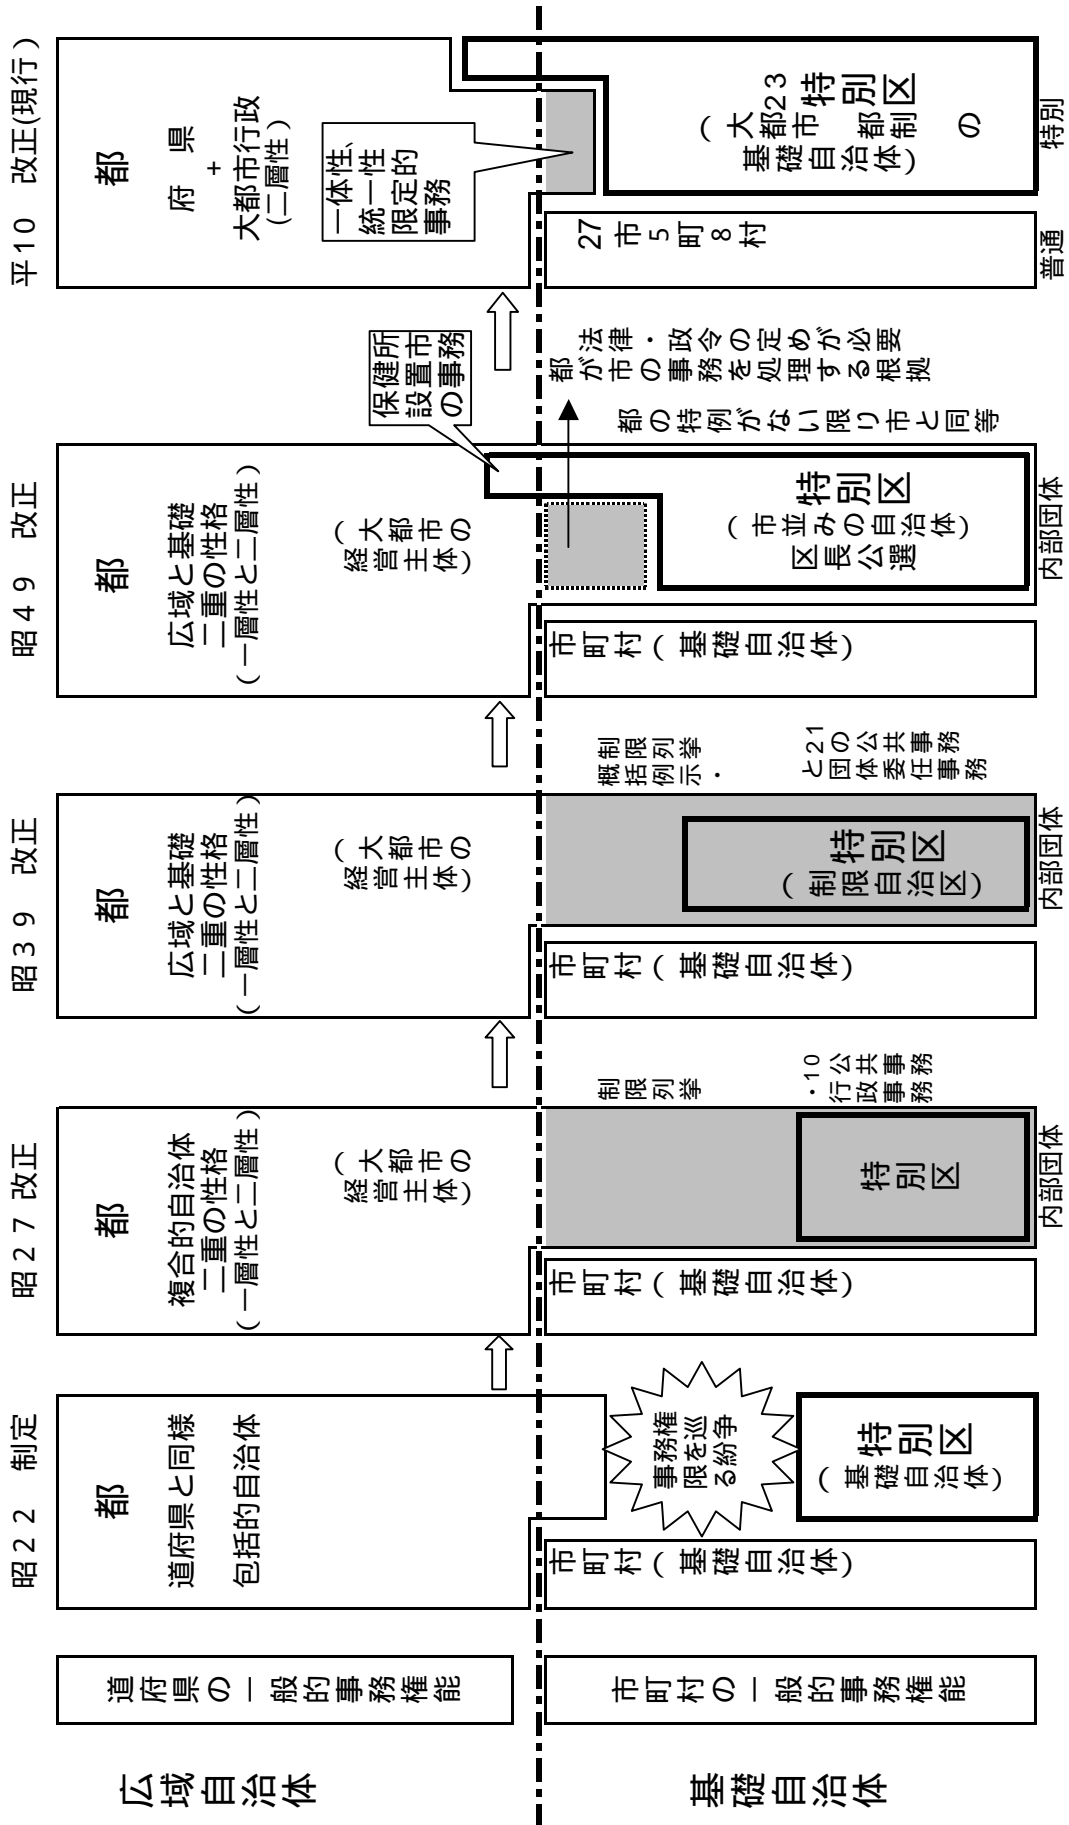 広域自治体
基礎自治体
道府県の一般的事務権能
市町村の一般的事務権能
昭22 制定
都
道府県と同様
包括的自治体
事務権
限を巡
る紛争
市町村(基礎自治体)
特別区
(基礎自治体)
昭27 改正
都
複合的自治体
二重の性格
(一層性と二層性)
(大都市の
経営主体)
市町村(基礎自治体)
特別区
内部団体
制限列挙
・10公共事務
行政事務
昭39 改正
都
広域と基礎
二重の性格
(一層性と二層性)
(大都市の
経営主体)
市町村(基礎自治体)
特別区
(制限自治区)
内部団体
制限列挙
概括例示・
と21の公共事務
団体委任事務
昭49 改正
都
広域と基礎
二重の性格
(一層性と二層性)
(大都市の
経営主体)
保健所
設置市
の事務
市町村(基礎自治体)
特別区
(市並みの自治体)
区長公選
内部団体
都の特例がない限り市と同等
都が市の事務を処理する根拠
法律・政令の定めが必要
平10 改正(現行)
都
府県
+
大都市行政
(二層性)
一体性、
統一性
限定的
事務
27市5町8村
普通
23特別区
(大都市 都制 の
基礎自治体)
特別